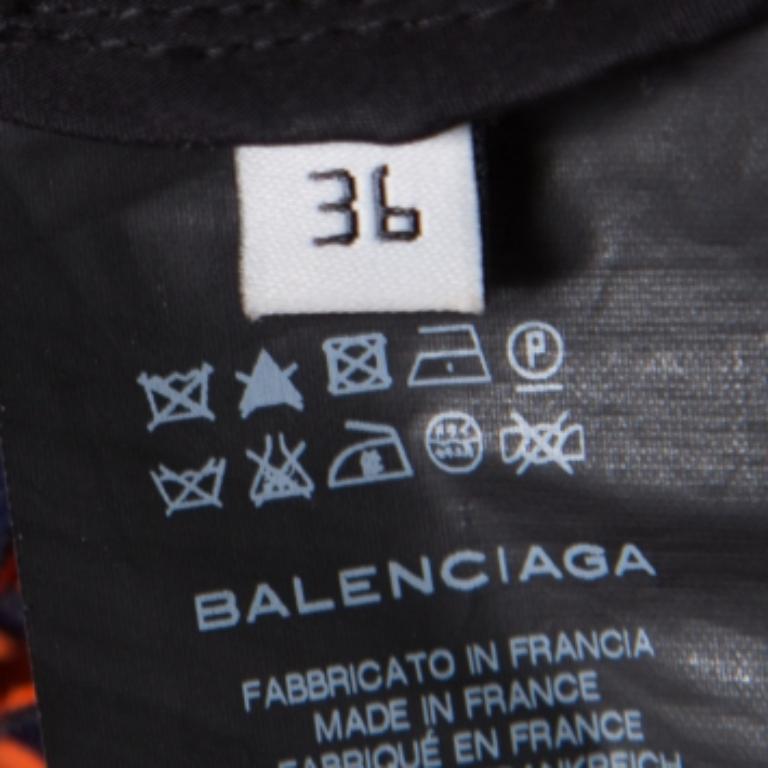 36
P
BALENCIAGA
FABBRICATO IN FRANCIA
MADE IN FRANCE
FABRIQUÉ EN FRANCE